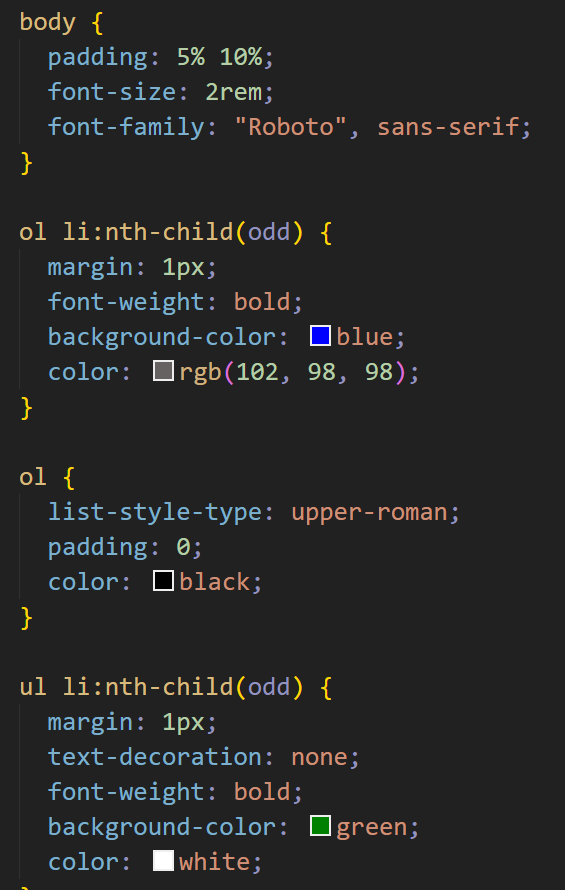 body {
padding: 5% 10%;
font-size: 2rem;
font-family: "Roboto", sans-serif;
}
ol li:nth-child(odd) {
margin: 1px;
font-weight: bold;
background-color: blue;
color: rgb(102, 98, 98);
}
ol {
list-style-type: upper-roman;
padding: 0;
color: black;
}
ul li:nth-child(odd) {
margin: 1px;
text-decoration: none;
font-weight: bold;
background-color: green;
color: white;
}